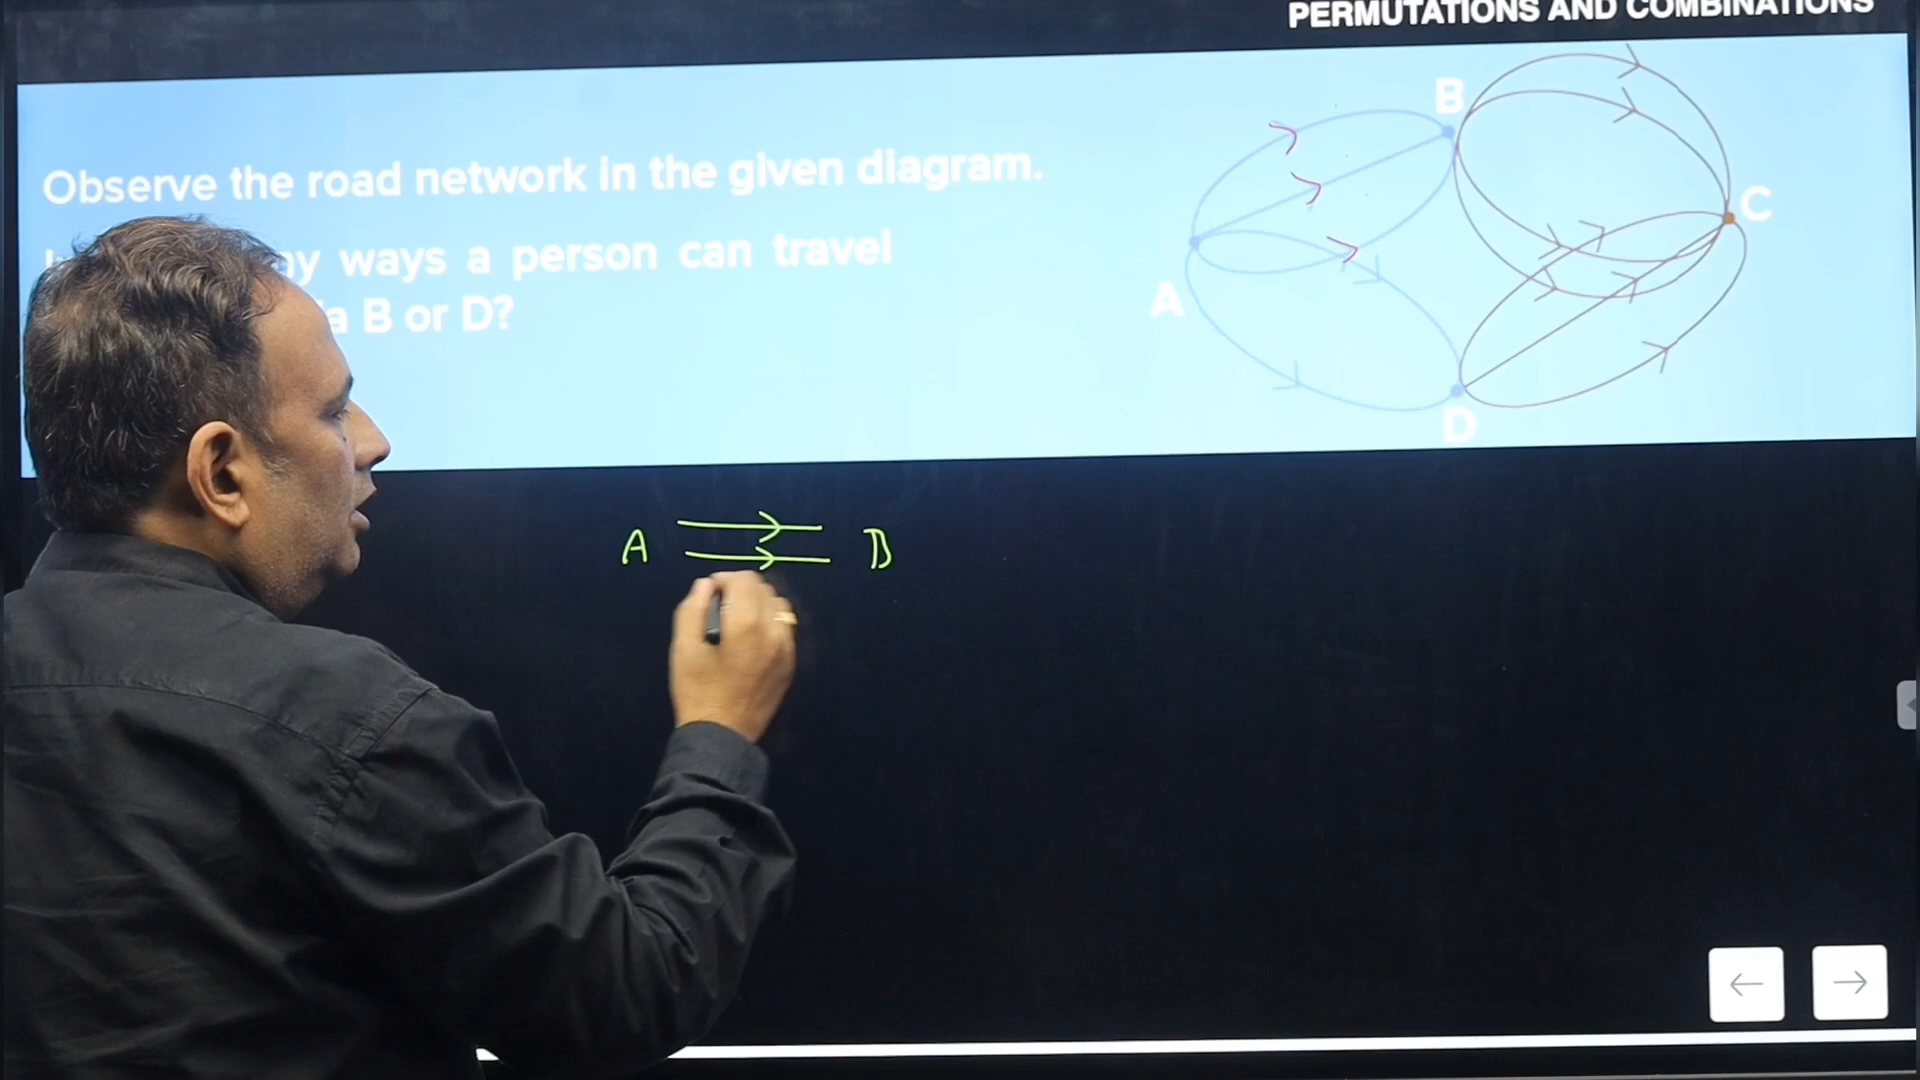 PERMUTATIONS AND COMBINATIONS
Observe the road network in the given diagram.
ways a person can travel
B or D?
B
C
A
D
A D